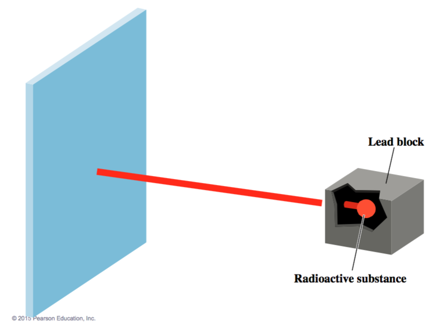 Lead block
Radioactive substance
© 2015 Pearson Education, Inc.